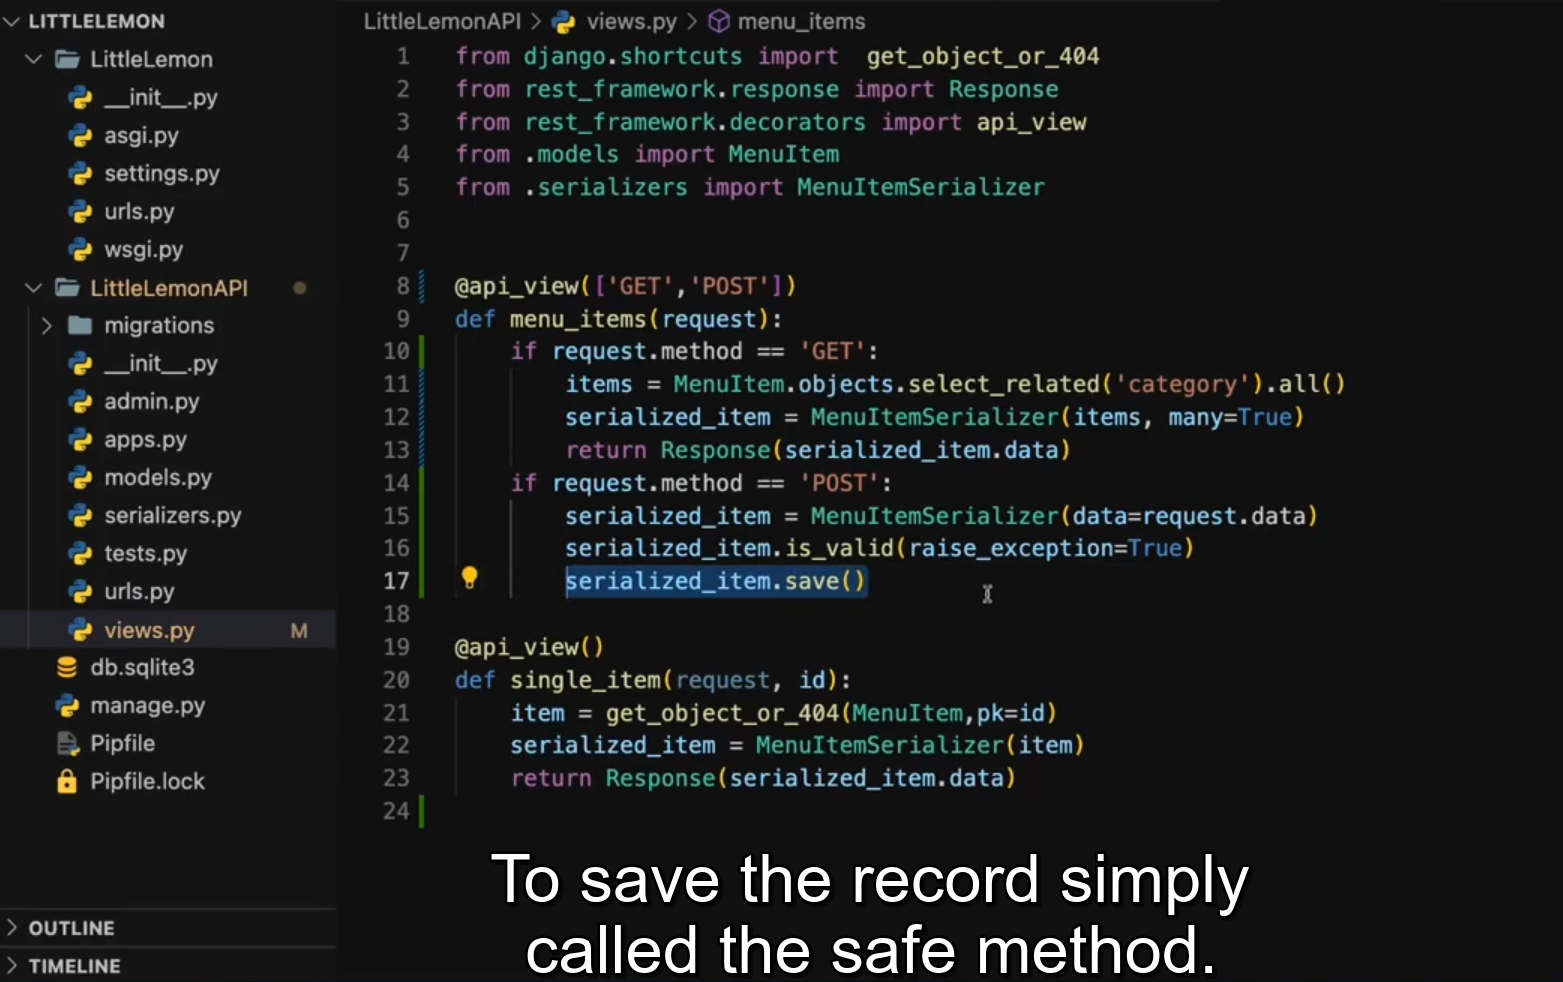 LITTLELEMON
LittleLemon
__init__.py
asgi.py
settings.py
urls.py
wsgi.py
LittleLemonAPI
migrations
__init__.py
admin.py
apps.py
models.py
serializers.py
tests.py
urls.py
views.py M
db.sqlite3
manage.py
Pipfile
Pipfile.lock
OUTLINE
TIMELINE
LittleLemonAPI > views.py > menu_items
1 from django.shortcuts import  get_object_or_404
2 from rest_framework.response import Response
3 from rest_framework.decorators import api_view
4 from .models import MenuItem
5 from .serializers import MenuItemSerializer
6
7
8 @api_view(['GET','POST'])
9 def menu_items(request):
10     if request.method == 'GET':
11         items = MenuItem.objects.select_related('category').all()
12         serialized_item = MenuItemSerializer(items, many=True)
13         return Response(serialized_item.data)
14     if request.method == 'POST':
15         serialized_item = MenuItemSerializer(data=request.data)
16         serialized_item.is_valid(raise_exception=True)
17         serialized_item.save()
18
19 @api_view()
20 def single_item(request, id):
21     item = get_object_or_404(MenuItem,pk=id)
22     serialized_item = MenuItemSerializer(item)
23     return Response(serialized_item.data)
24
To save the record simply
called the safe method.